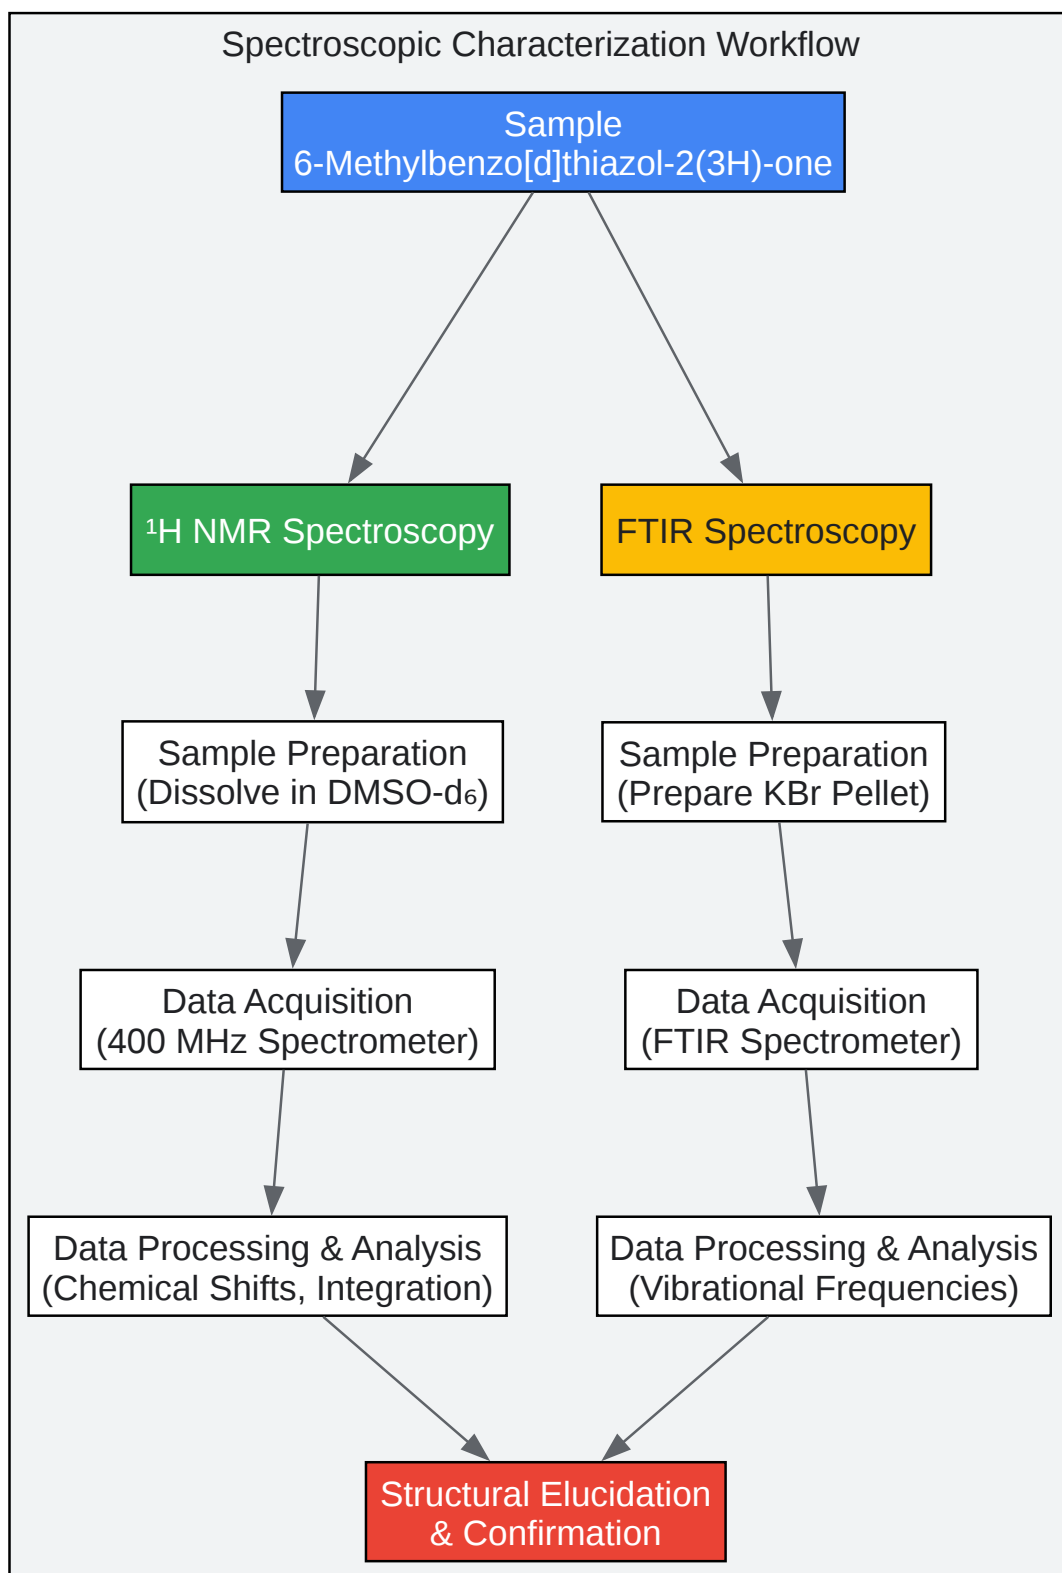 Spectroscopic Characterization Workflow
Sample
6-Methylbenzo[d]thiazol-2(3H)-one
¹H NMR Spectroscopy
FTIR Spectroscopy
Sample Preparation
(Dissolve in DMSO-d₆)
Sample Preparation
(Prepare KBr Pellet)
Data Acquisition
(400 MHz Spectrometer)
Data Acquisition
(FTIR Spectrometer)
Data Processing & Analysis
(Chemical Shifts, Integration)
Data Processing & Analysis
(Vibrational Frequencies)
Structural Elucidation
& Confirmation